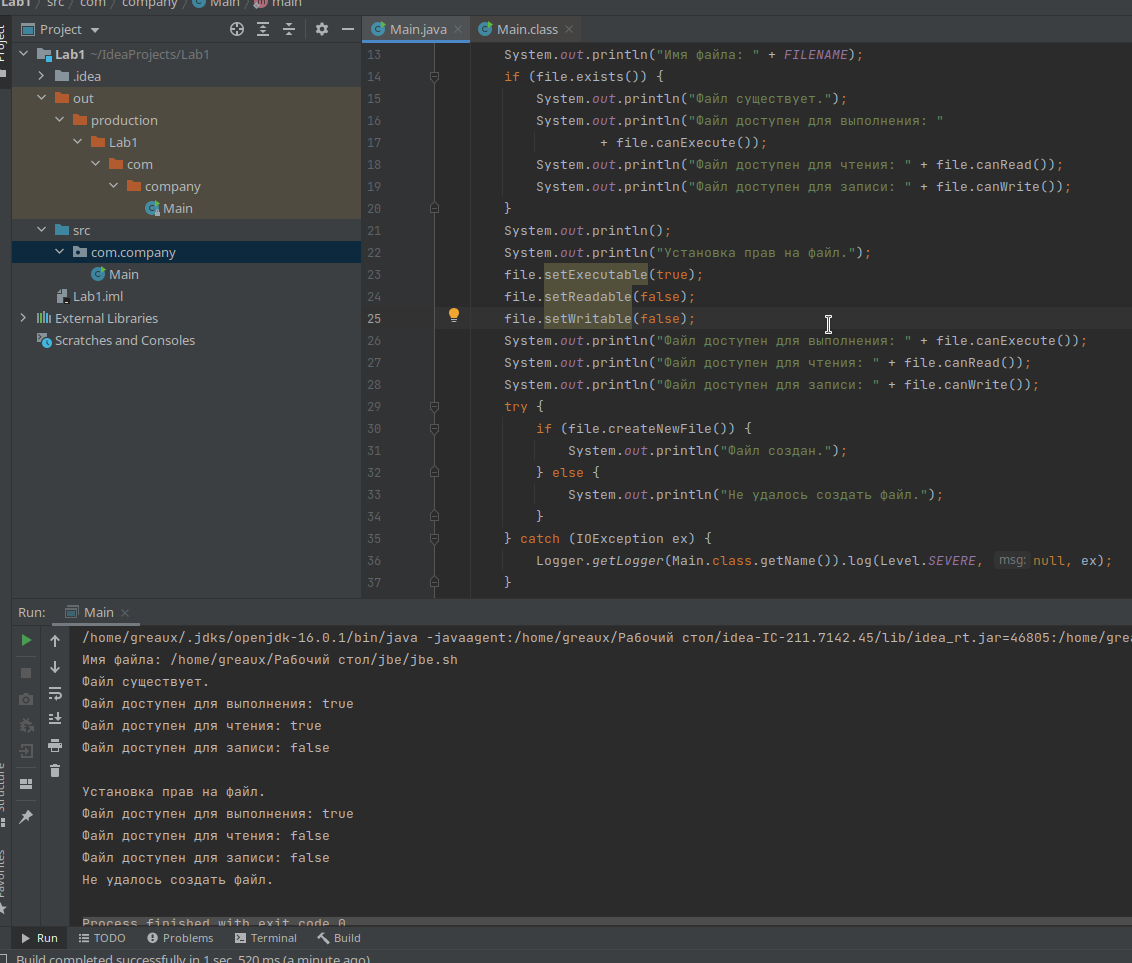 Lab1 / src / com / company / Main / main
Project
Main.java
Main.class
Project
Lab1 ~/IdeaProjects/Lab1
.idea
out
production
Lab1
com
company
Main
src
com.company
Main
Lab1.iml
External Libraries
Scratches and Consoles
13 System.out.println("Имя файла: " + FILENAME);
14 if (file.exists()) {
15 System.out.println("Файл существует.");
16 System.out.println("Файл доступен для выполнения: "
17 + file.canExecute());
18 System.out.println("Файл доступен для чтения: " + file.canRead());
19 System.out.println("Файл доступен для записи: " + file.canWrite());
20 }
21 System.out.println();
22 System.out.println("Установка прав на файл.");
23 file.setExecutable(true);
24 file.setReadable(false);
25 file.setWritable(false);
26 System.out.println("Файл доступен для выполнения: " + file.canExecute());
27 System.out.println("Файл доступен для чтения: " + file.canRead());
28 System.out.println("Файл доступен для записи: " + file.canWrite());
29 try {
30 if (file.createNewFile()) {
31 System.out.println("Файл создан.");
32 } else {
33 System.out.println("Не удалось создать файл.");
34 }
35 } catch (IOException ex) {
36 Logger.getLogger(Main.class.getName()).log(Level.SEVERE, msg: null, ex);
37 }
Run: Main
/home/greaux/.jdks/openjdk-16.0.1/bin/java -javaagent:/home/greaux/Рабочий стол/idea-IC-211.7142.45/lib/idea_rt.jar=46805:/home/grea
Имя файла: /home/greaux/Рабочий стол/jbe/jbe.sh
Файл существует.
Файл доступен для выполнения: true
Файл доступен для чтения: true
Файл доступен для записи: false
Установка прав на файл.
Файл доступен для выполнения: true
Файл доступен для чтения: false
Файл доступен для записи: false
Не удалось создать файл.
Process finished with exit code 0
Structure
Favorites
Run
TODO
Problems
Terminal
Build
Build completed successfully in 1 sec, 520 ms (a minute ago)